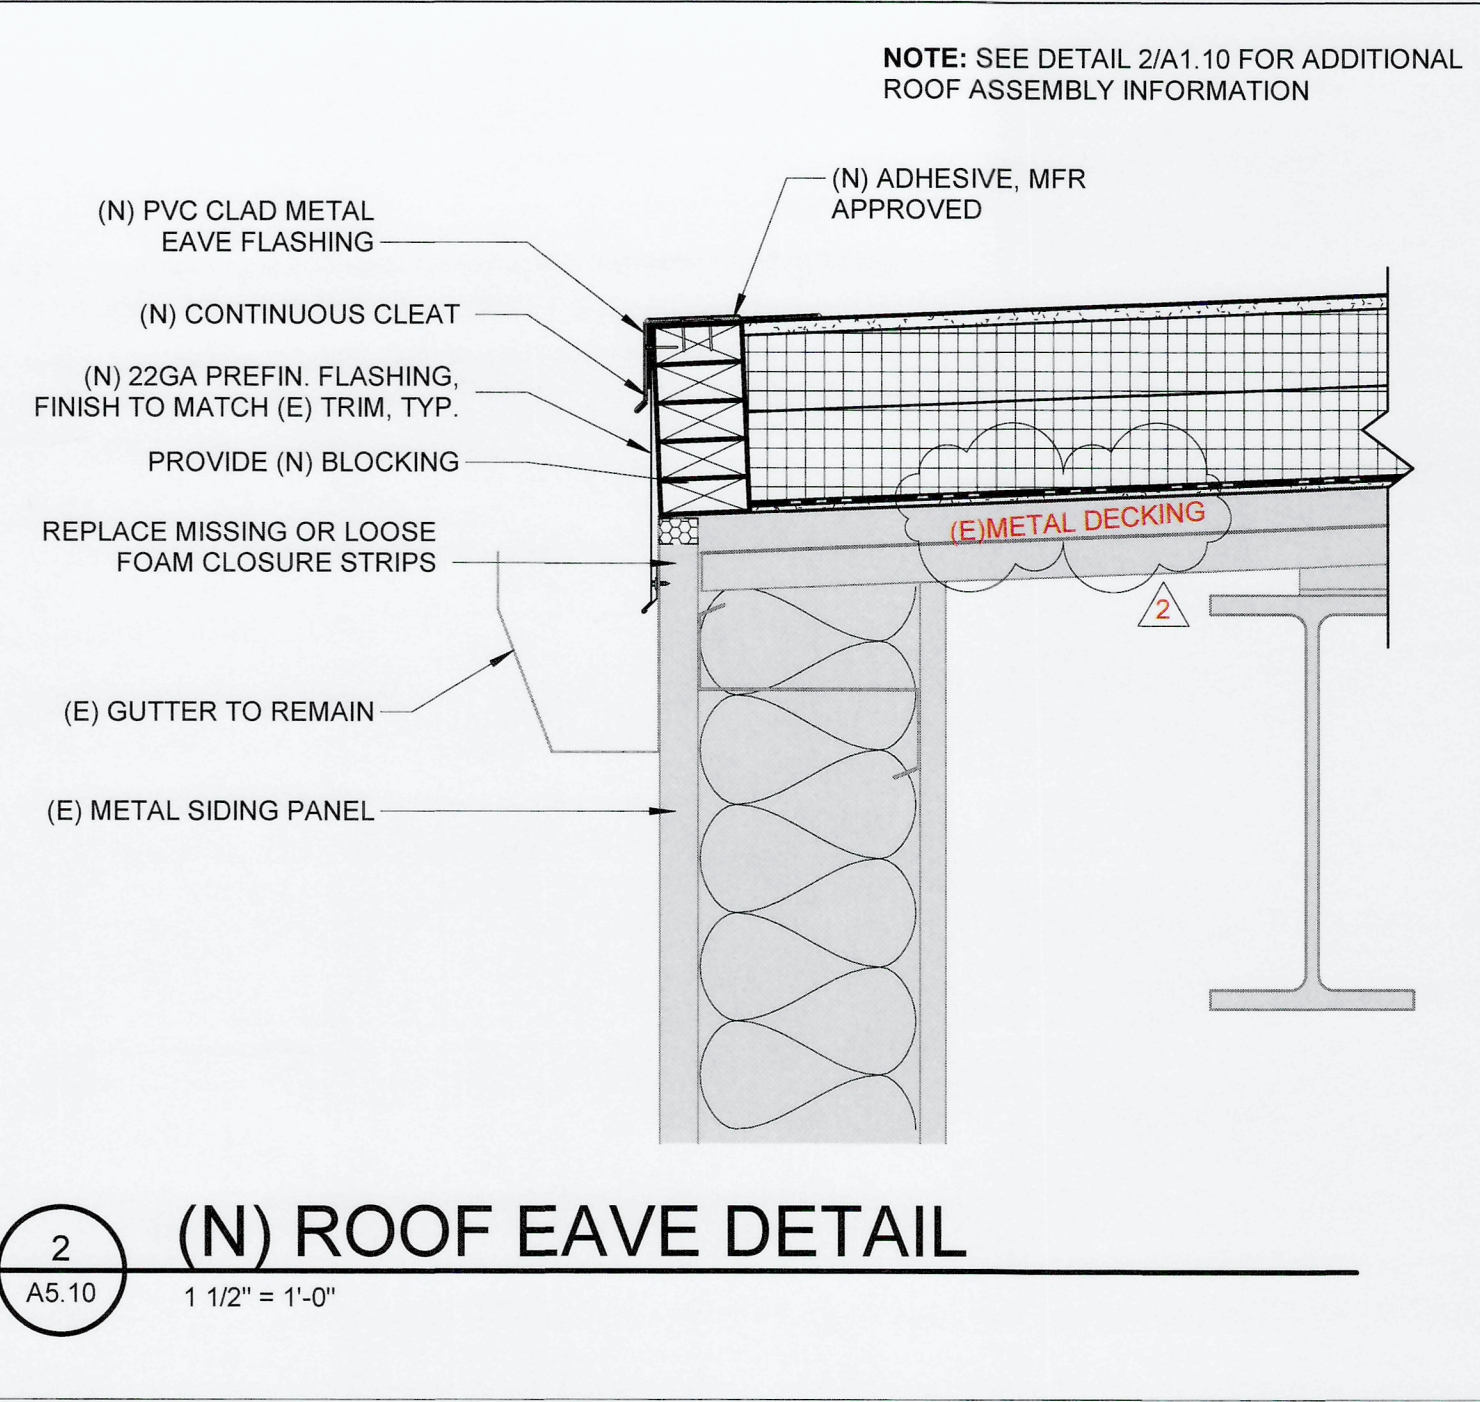 NOTE: SEE DETAIL 2/A1.10 FOR ADDITIONAL
ROOF ASSEMBLY INFORMATION
(N) ADHESIVE, MFR
APPROVED
(N) PVC CLAD METAL
EAVE FLASHING
(N) CONTINUOUS CLEAT
(N) 22GA PREFIN. FLASHING,
FINISH TO MATCH (E) TRIM, TYP.
PROVIDE (N) BLOCKING
REPLACE MISSING OR LOOSE
FOAM CLOSURE STRIPS
(E)METAL DECKING
2
(E) GUTTER TO REMAIN
(E) METAL SIDING PANEL
2
A5.10
(N) ROOF EAVE DETAIL
1 1/2" = 1'-0"